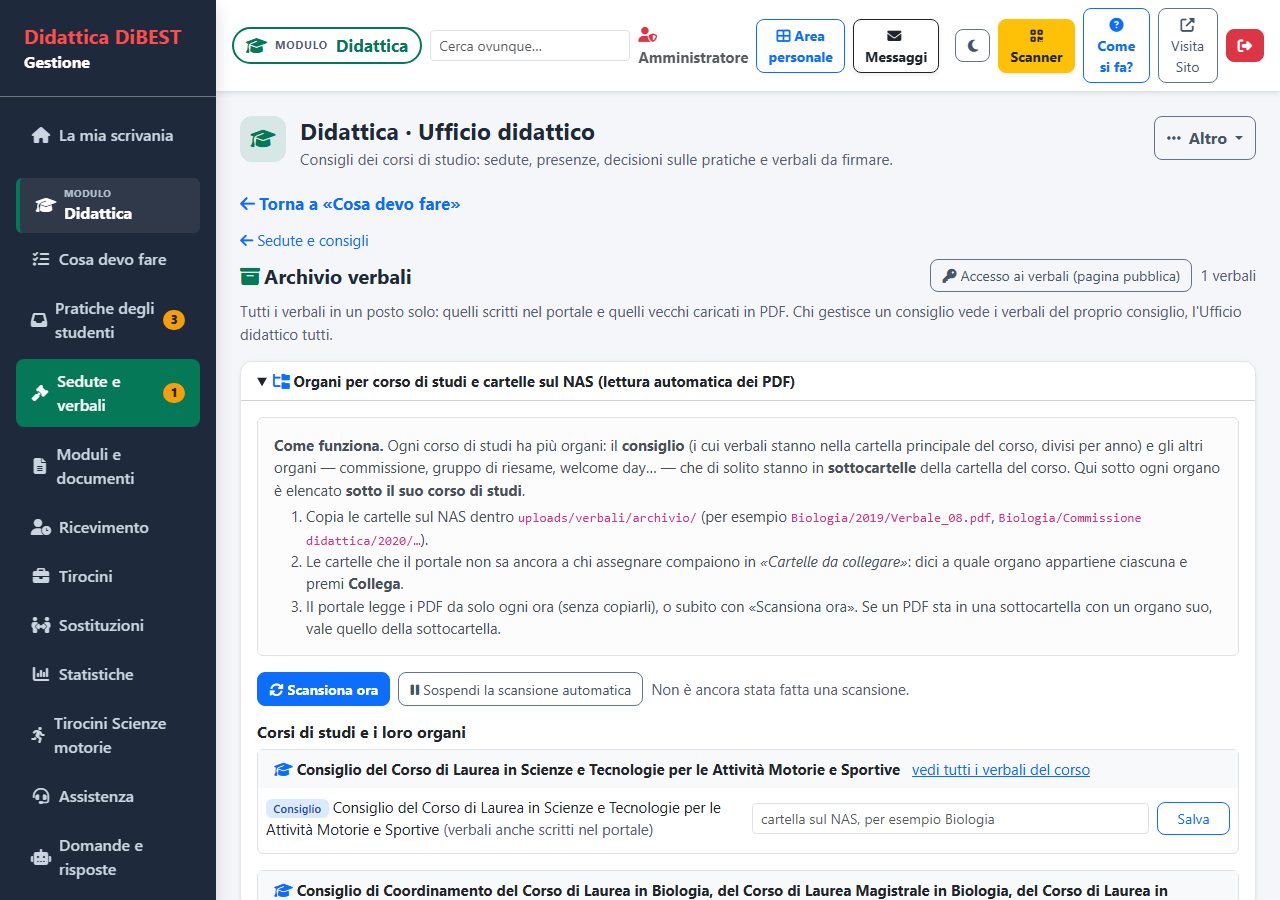 Didattica DiBEST
Gestione
La mia scrivania
MODULO
Didattica
Cosa devo fare
Pratiche degli
studenti
3
Sedute e
verbali
1
Moduli e
documenti
Ricevimento
Tirocini
Sostituzioni
Statistiche
Tirocini Scienze
motorie
Assistenza
Domande e
risposte
MODULO Didattica
Cerca ovunque...
Amministratore
Area
personale
Messaggi
Scanner
Come
si fa?
Visita
Sito
Didattica · Ufficio didattico
Consigli dei corsi di studio: sedute, presenze, decisioni sulle pratiche e verbali da firmare.
Altro
Torna a «Cosa devo fare»
Sedute e consigli
Archivio verbali
Accesso ai verbali (pagina pubblica)
1 verbali
Tutti i verbali in un posto solo: quelli scritti nel portale e quelli vecchi caricati in PDF. Chi gestisce un consiglio vede i verbali del proprio consiglio, l'Ufficio
didattico tutti.
Organi per corso di studi e cartelle sul NAS (lettura automatica dei PDF)
Come funziona. Ogni corso di studi ha più organi: il consiglio (i cui verbali stanno nella cartella principale del corso, divisi per anno) e gli altri
organi — commissione, gruppo di riesame, welcome day… — che di solito stanno in sottocartelle della cartella del corso. Qui sotto ogni organo
è elencato sotto il suo corso di studi.
1. Copia le cartelle sul NAS dentro uploads/verbali/archivio/ (per esempio Biologia/2019/Verbale_08.pdf, Biologia/Commissione
didattica/2020/…).
2. Le cartelle che il portale non sa ancora a chi assegnare compaiono in «Cartelle da collegare»: dici a quale organo appartiene ciascuna e
premi Collega.
3. Il portale legge i PDF da solo ogni ora (senza copiarli), o subito con «Scansiona ora». Se un PDF sta in una sottocartella con un organo suo,
vale quello della sottocartella.
Scansiona ora
Sospendi la scansione automatica
Non è ancora stata fatta una scansione.
Corsi di studi e i loro organi
Consiglio del Corso di Laurea in Scienze e Tecnologie per le Attività Motorie e Sportive vedi tutti i verbali del corso
Consiglio Consiglio del Corso di Laurea in Scienze e Tecnologie per le
Attività Motorie e Sportive (verbali anche scritti nel portale)
cartella sul NAS, per esempio Biologia
Salva
Consiglio di Coordinamento del Corso di Laurea in Biologia, del Corso di Laurea Magistrale in Biologia, del Corso di Laurea in